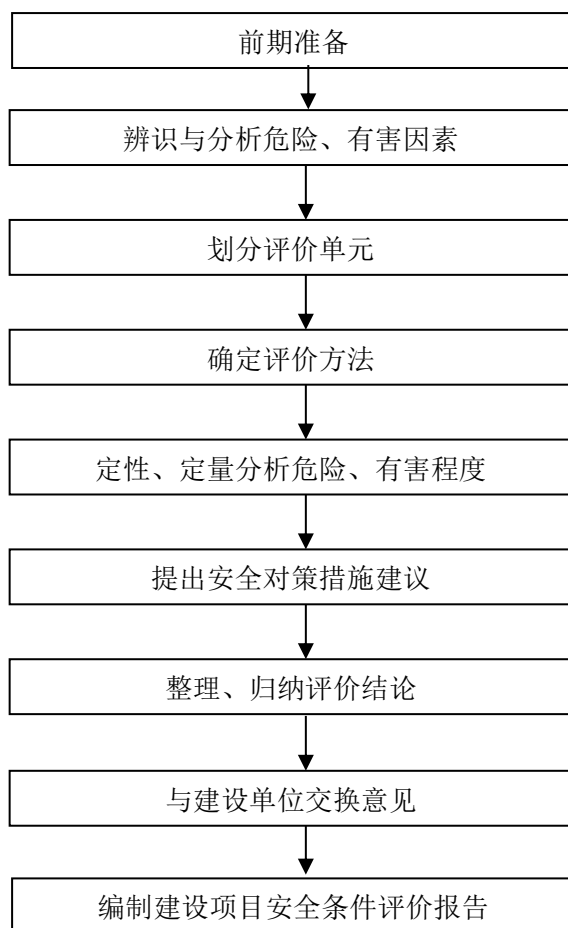 前期准备
辨识与分析危险、有害因素
划分评价单元
确定评价方法
定性、定量分析危险、有害程度
提出安全对策措施建议
整理、归纳评价结论
与建设单位交换意见
编制建设项目安全条件评价报告